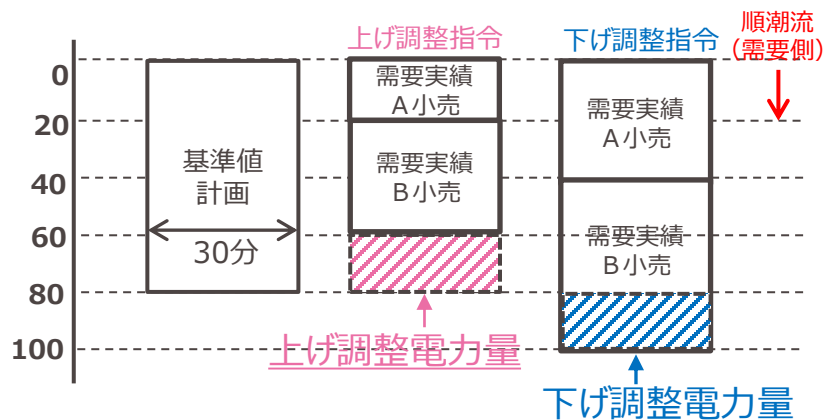 上げ調整指令
下げ調整指令
順潮流
（需要側）
0
20
40
60
80
100
基準値
計画
30分
需要実績
A小売
需要実績
B小売
上げ調整電力量
需要実績
A小売
需要実績
B小売
下げ調整電力量